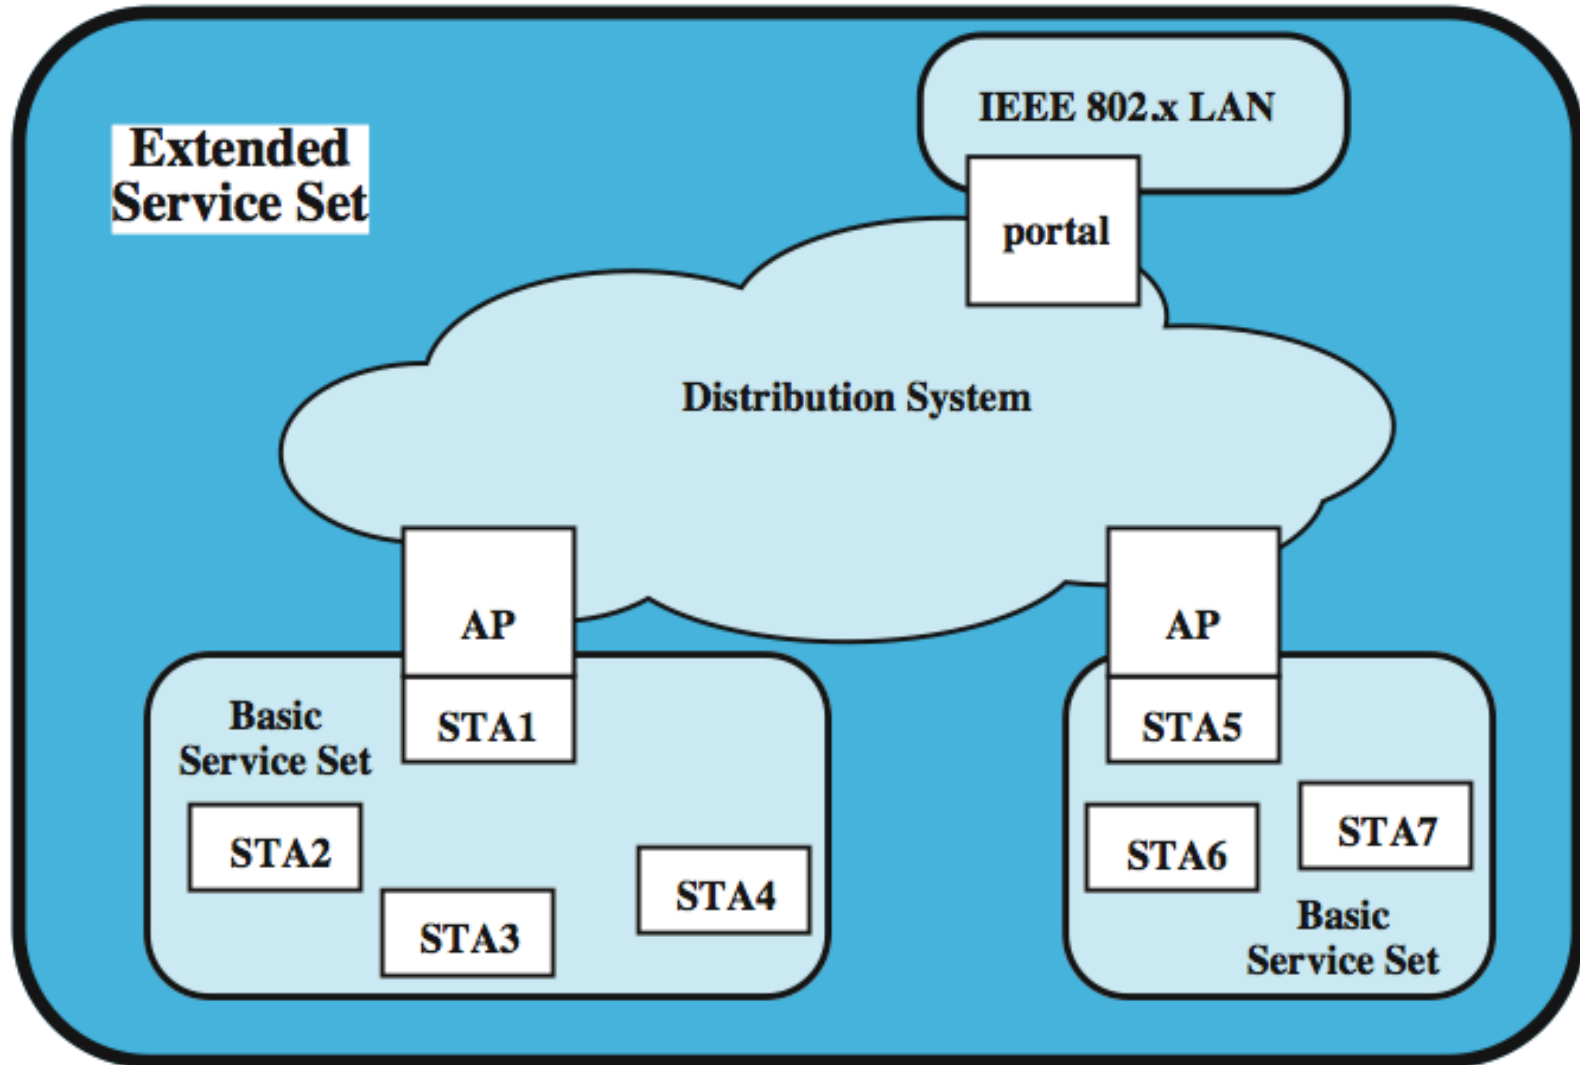 IEEE 802.x LAN
Extended
Service Set
portal
Distribution System
AP
AP
STA1
STA5
Basic
Service Set
STA2
STA3
STA4
STA6
STA7
Basic
Service Set